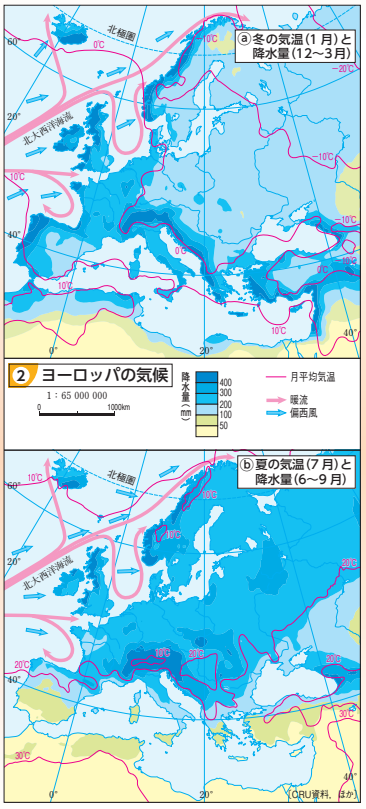 北極圏
ⓐ冬の気温(1月)と
降水量(12〜3月)
60°
0℃
-10℃
-20℃
20°
北大西洋海流
-10℃
10℃
40°
-10℃
0℃
-10℃
0℃
10℃
10℃
0°
20°
40°
2 ヨーロッパの気候
1:65 000 000
0 1000km
降水量(mm)
400
300
200
100
50
月平均気温
暖流
偏西風
10℃
北極圏
ⓑ夏の気温(7月)と
降水量(6〜9月)
60°
10℃
10℃
20°
北大西洋海流
20℃
20℃
10℃
20℃
20℃
40°
30℃
30℃
0°
20°
40°
〔CRU資料,ほか〕